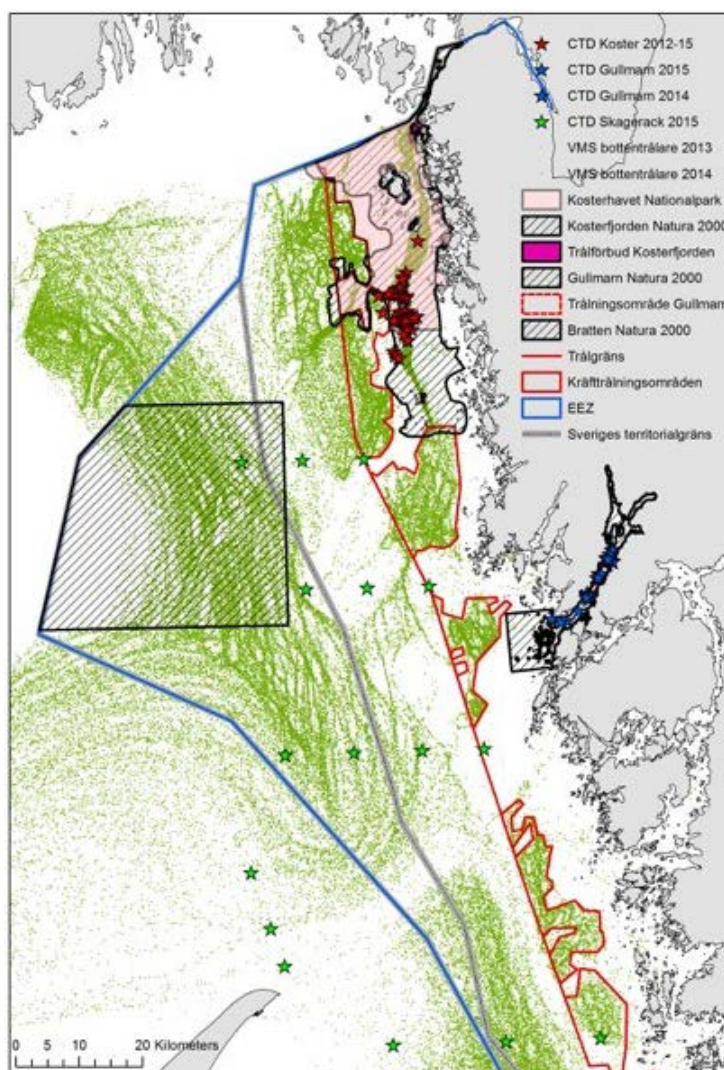 CTD Koster 2012-15
CTD Gullmarn 2015
CTD Gullmarn 2014
CTD Skagerack 2015
VMS bottentrålare 2013
VMS bottentrålare 2014
Kosterhavet Nationalpark
Kosterfjorden Natura 2000
Trålförbud Kosterfjorden
Gullmarn Natura 2000
Trålningsområde Gullmarn
Bratten Natura 2000
Trålgräns
Kräfttrålningsområden
EEZ
Sveriges territorialgräns
0 5 10 20 Kilometers